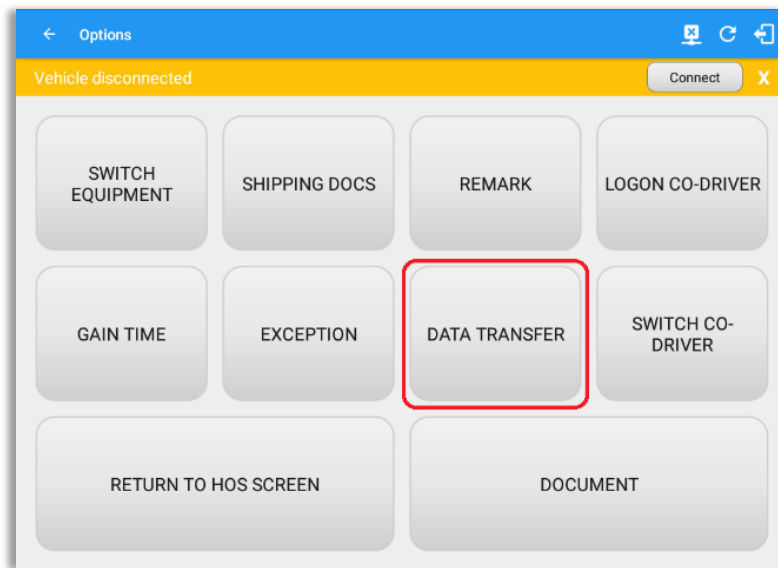 Options
Vehicle disconnected
Connect
X
SWITCH
EQUIPMENT
SHIPPING DOCS
REMARK
LOGON CO-DRIVER
GAIN TIME
EXCEPTION
DATA TRANSFER
SWITCH CO-
DRIVER
RETURN TO HOS SCREEN
DOCUMENT